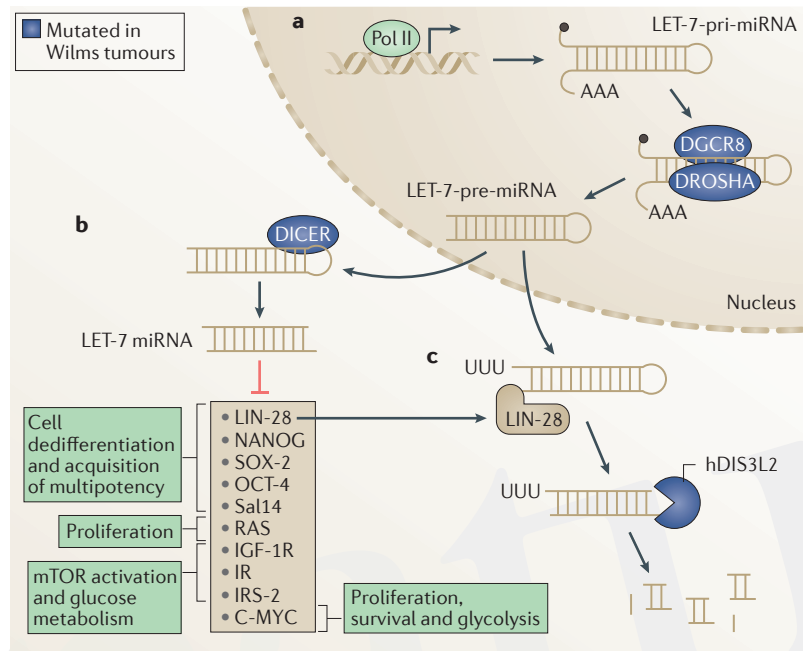 Mutated in
Wilms tumours
a
Pol II
LET-7-pri-miRNA
AAA
DGCR8
DROSHA
AAA
LET-7-pre-miRNA
Nucleus
b
DICER
LET-7 miRNA
c
UUU
LIN-28
UUU
hDIS3L2
Cell
dedifferentiation
and acquisition
of multipotency
Proliferation
mTOR activation
and glucose
metabolism
• LIN-28
• NANOG
• SOX-2
• OCT-4
• Sal14
• RAS
• IGF-1R
• IR
• IRS-2
• C-MYC
Proliferation,
survival and glycolysis